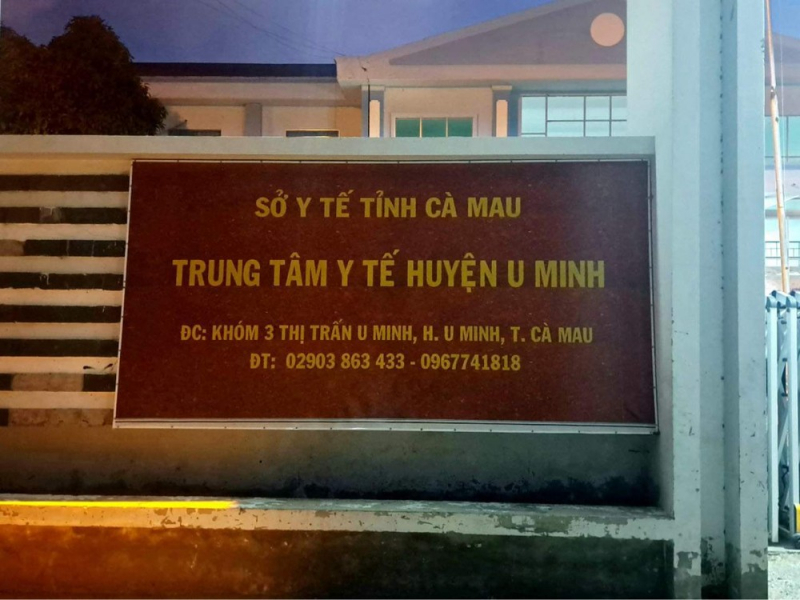 SỞ Y TẾ TỈNH CÀ MAU
TRUNG TÂM Y TẾ HUYỆN U MINH
ĐC: KHÓM 3 THỊ TRẤN U MINH, H. U MINH, T. CÀ MAU
ĐT: 02903 863 433 - 0967741818